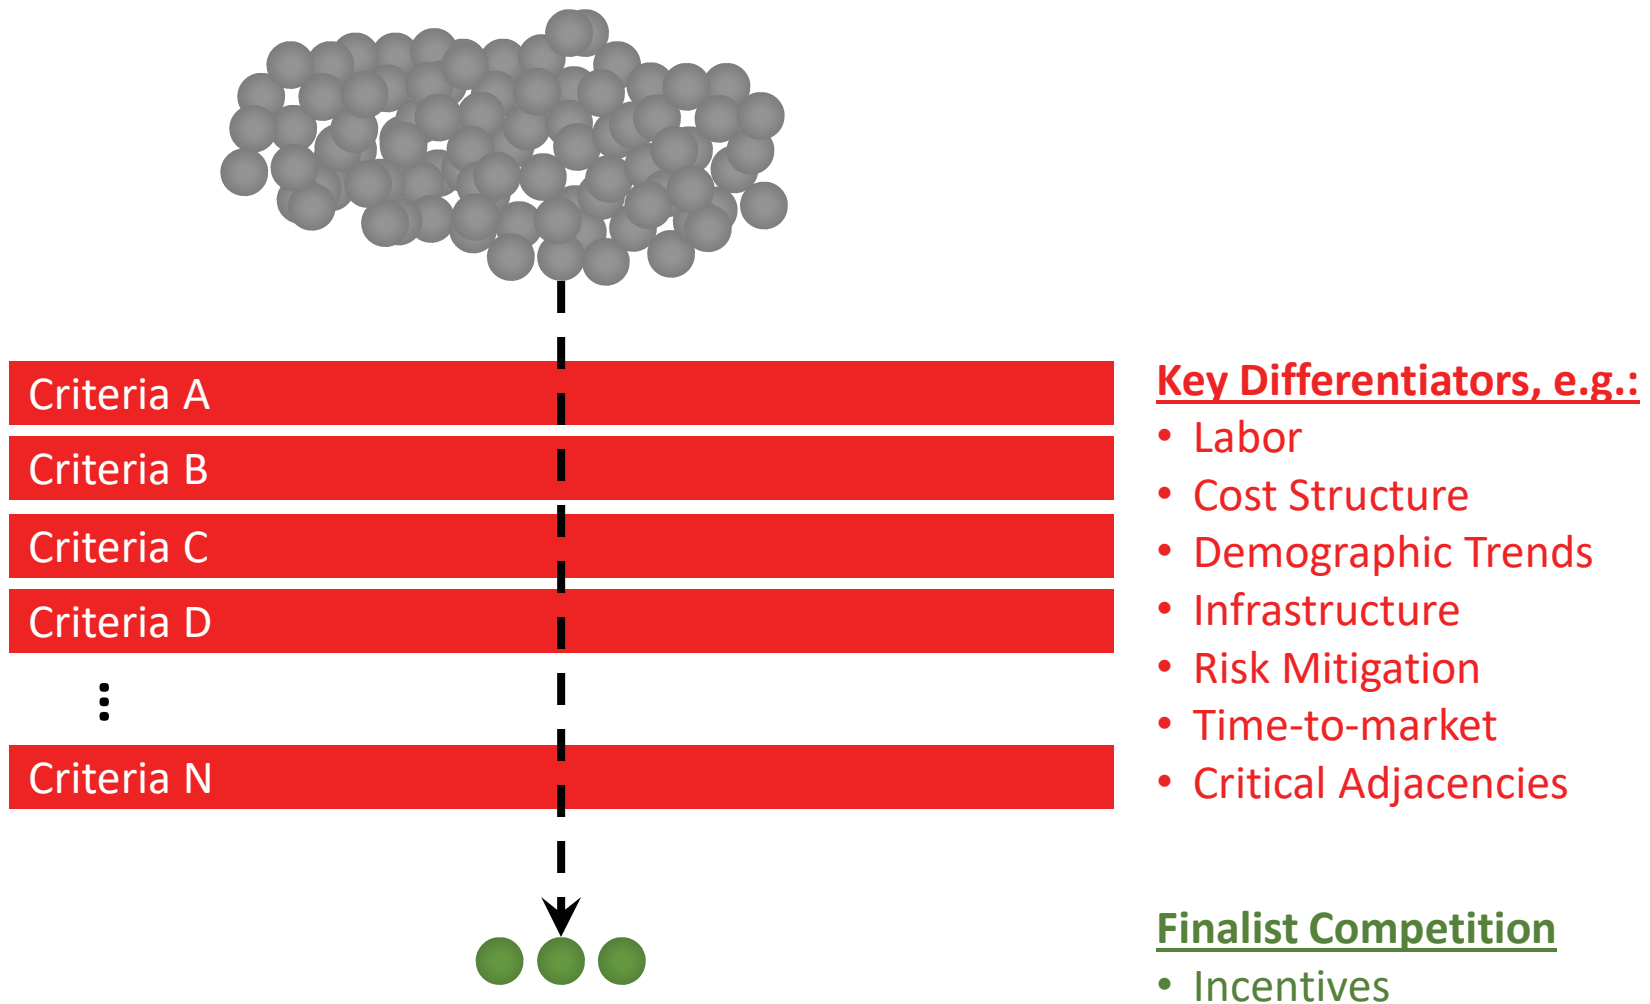 Criteria A
Criteria B
Criteria C
Criteria D
⋮
Criteria N
Key Differentiators, e.g.:
• Labor
• Cost Structure
• Demographic Trends
• Infrastructure
• Risk Mitigation
• Time-to-market
• Critical Adjacencies
Finalist Competition
• Incentives